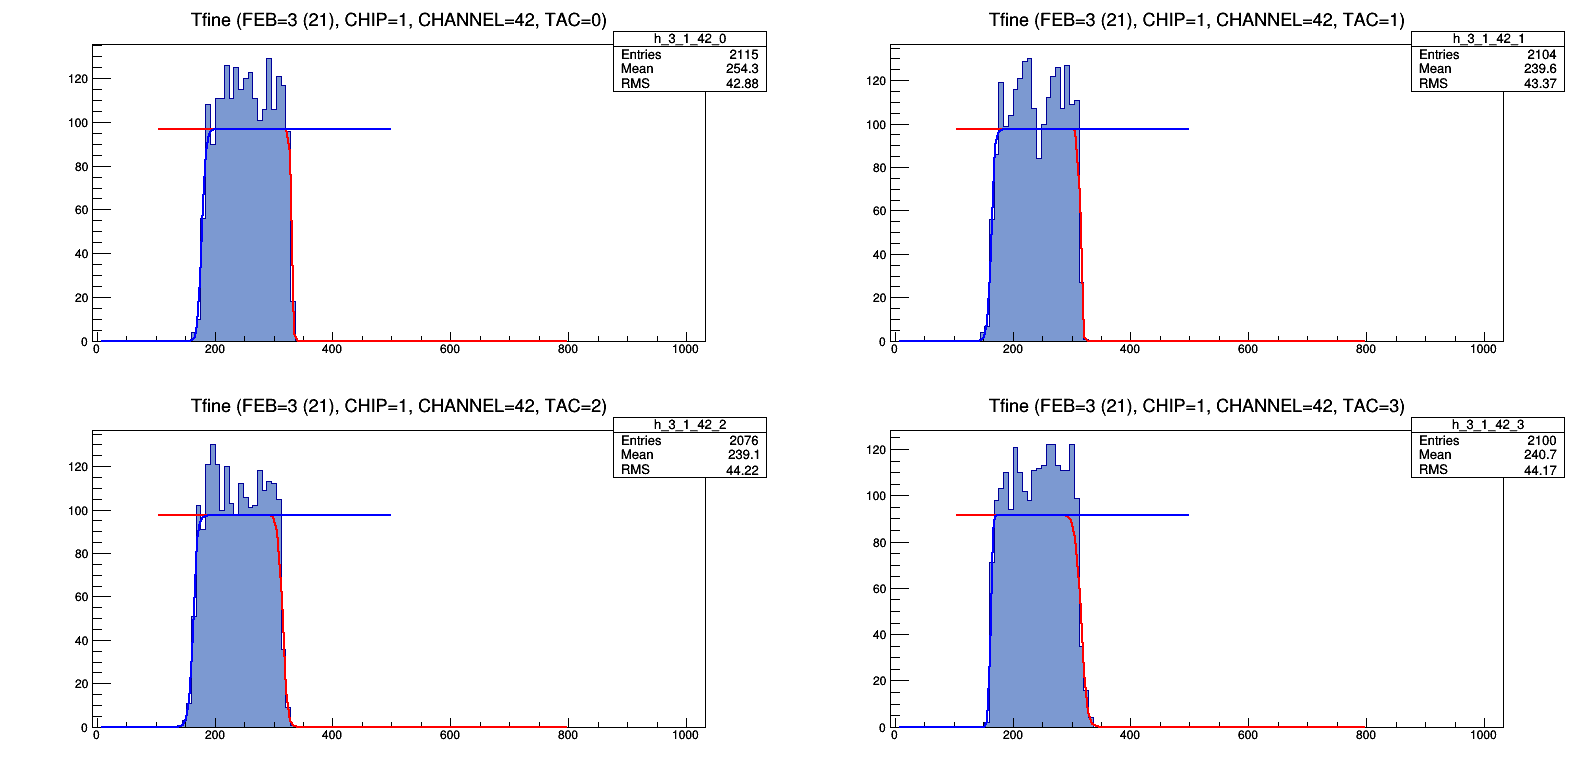 Tfine (FEB=3 (21), CHIP=1, CHANNEL=42, TAC=0)
h_3_1_42_0
Entries 2115
Mean 254.3
RMS 42.88
120
100
80
60
40
20
0
0 200 400 600 800 1000
Tfine (FEB=3 (21), CHIP=1, CHANNEL=42, TAC=1)
h_3_1_42_1
Entries 2104
Mean 239.6
RMS 43.37
120
100
80
60
40
20
0
0 200 400 600 800 1000
Tfine (FEB=3 (21), CHIP=1, CHANNEL=42, TAC=2)
h_3_1_42_2
Entries 2076
Mean 239.1
RMS 44.22
120
100
80
60
40
20
0
0 200 400 600 800 1000
Tfine (FEB=3 (21), CHIP=1, CHANNEL=42, TAC=3)
h_3_1_42_3
Entries 2100
Mean 240.7
RMS 44.17
120
100
80
60
40
20
0
0 200 400 600 800 1000